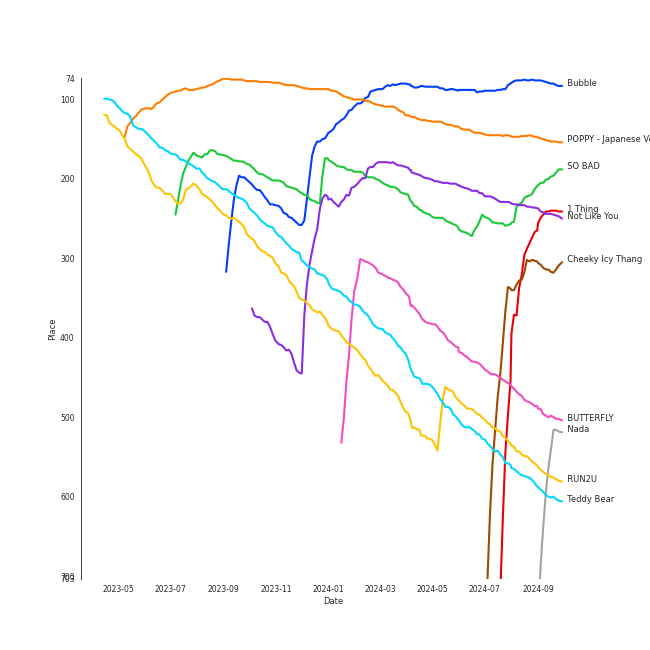 74
Bubble
100
POPPY - Japanese Ve
SO BAD
200
1 Thing
Not Like You
Cheeky Icy Thang
300
Place
400
500
BUTTERFLY
Nada
RUN2U
600
Teddy Bear
700
703
2023-05 2023-07 2023-09 2023-11 2024-01 2024-03 2024-05 2024-07 2024-09
Date